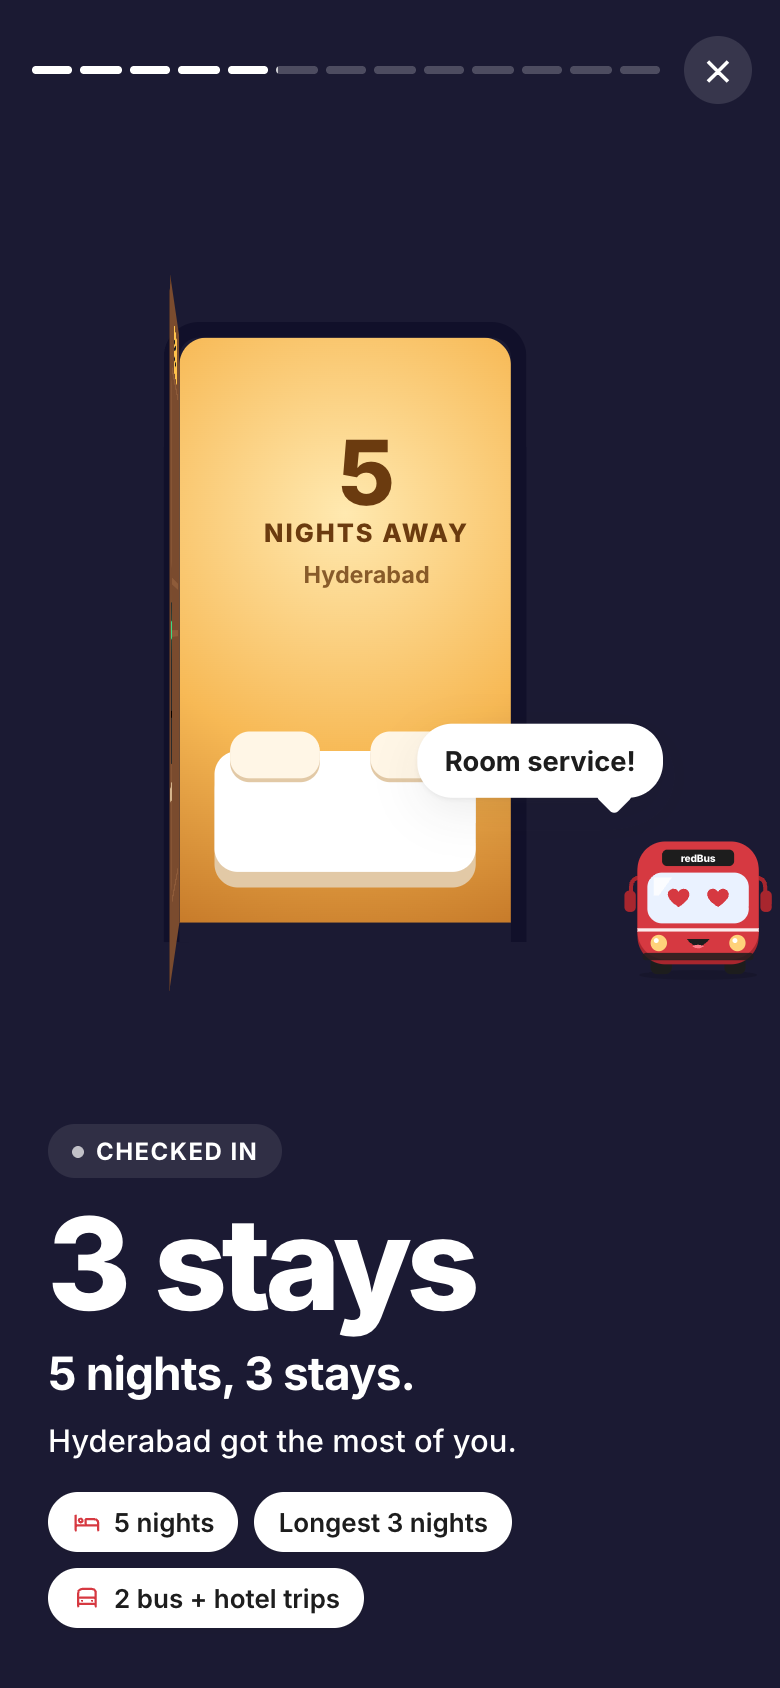 5
NIGHTS AWAY
Hyderabad
Room service!
redBus
CHECKED IN
3 stays
5 nights, 3 stays.
Hyderabad got the most of you.
5 nights
Longest 3 nights
2 bus + hotel trips